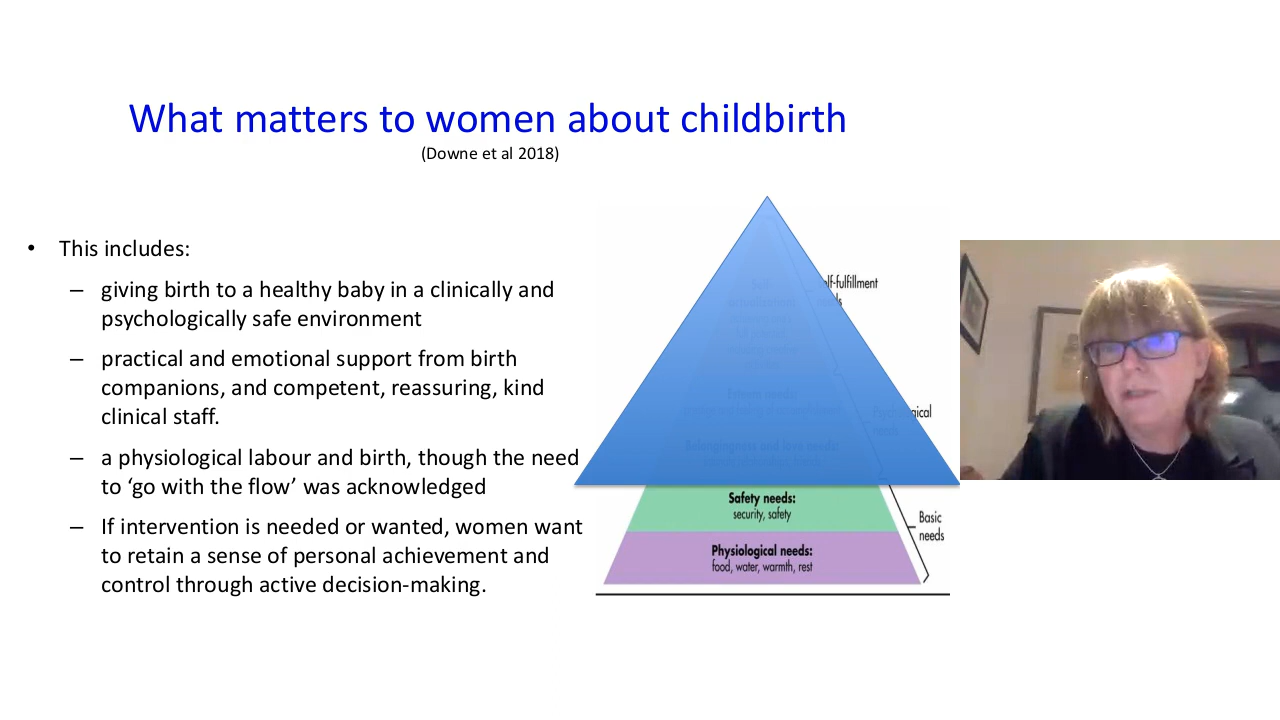 What matters to women about childbirth
(Downe et al 2018)
• This includes:
– giving birth to a healthy baby in a clinically and
psychologically safe environment
– practical and emotional support from birth
companions, and competent, reassuring, kind
clinical staff.
– a physiological labour and birth, though the need
to ‘go with the flow’ was acknowledged
– If intervention is needed or wanted, women want
to retain a sense of personal achievement and
control through active decision-making.
lf-fulfillment
Belongingness and love needs:
Safety needs:
security, safety
Physiological needs:
food, water, warmth, rest
Basic
needs